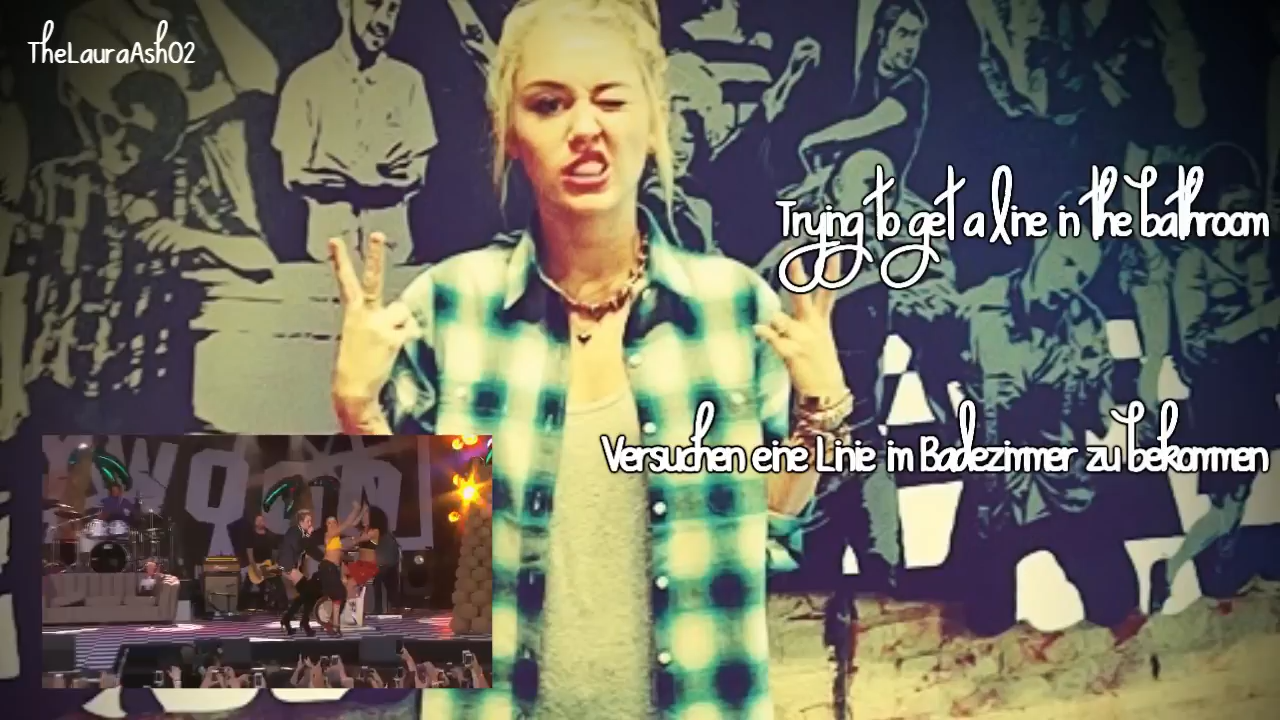 TheLauraAsh02
Trying to get a line in the bathroom
Versuchen eine Linie im Badezimmer zu bekommen